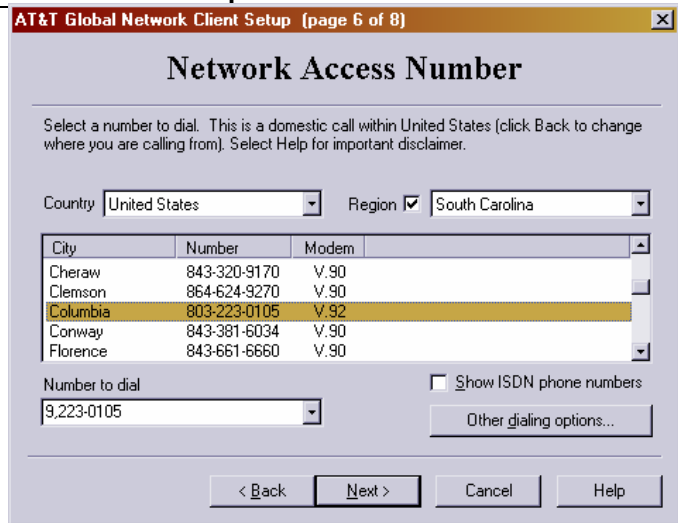 AT&T Global Network Client Setup (page 6 of 8)
Network Access Number
Select a number to dial. This is a domestic call within United States (click Back to change
where you are calling from). Select Help for important disclaimer.
Country United States Region South Carolina
City Number Modem
Cheraw 843-320-9170 V.90
Clemson 864-624-9270 V.90
Columbia 803-223-0105 V.92
Conway 843-381-6034 V.90
Florence 843-661-6660 V.90
Number to dial Show ISDN phone numbers
9,223-0105 Other dialing options...
< Back Next > Cancel Help